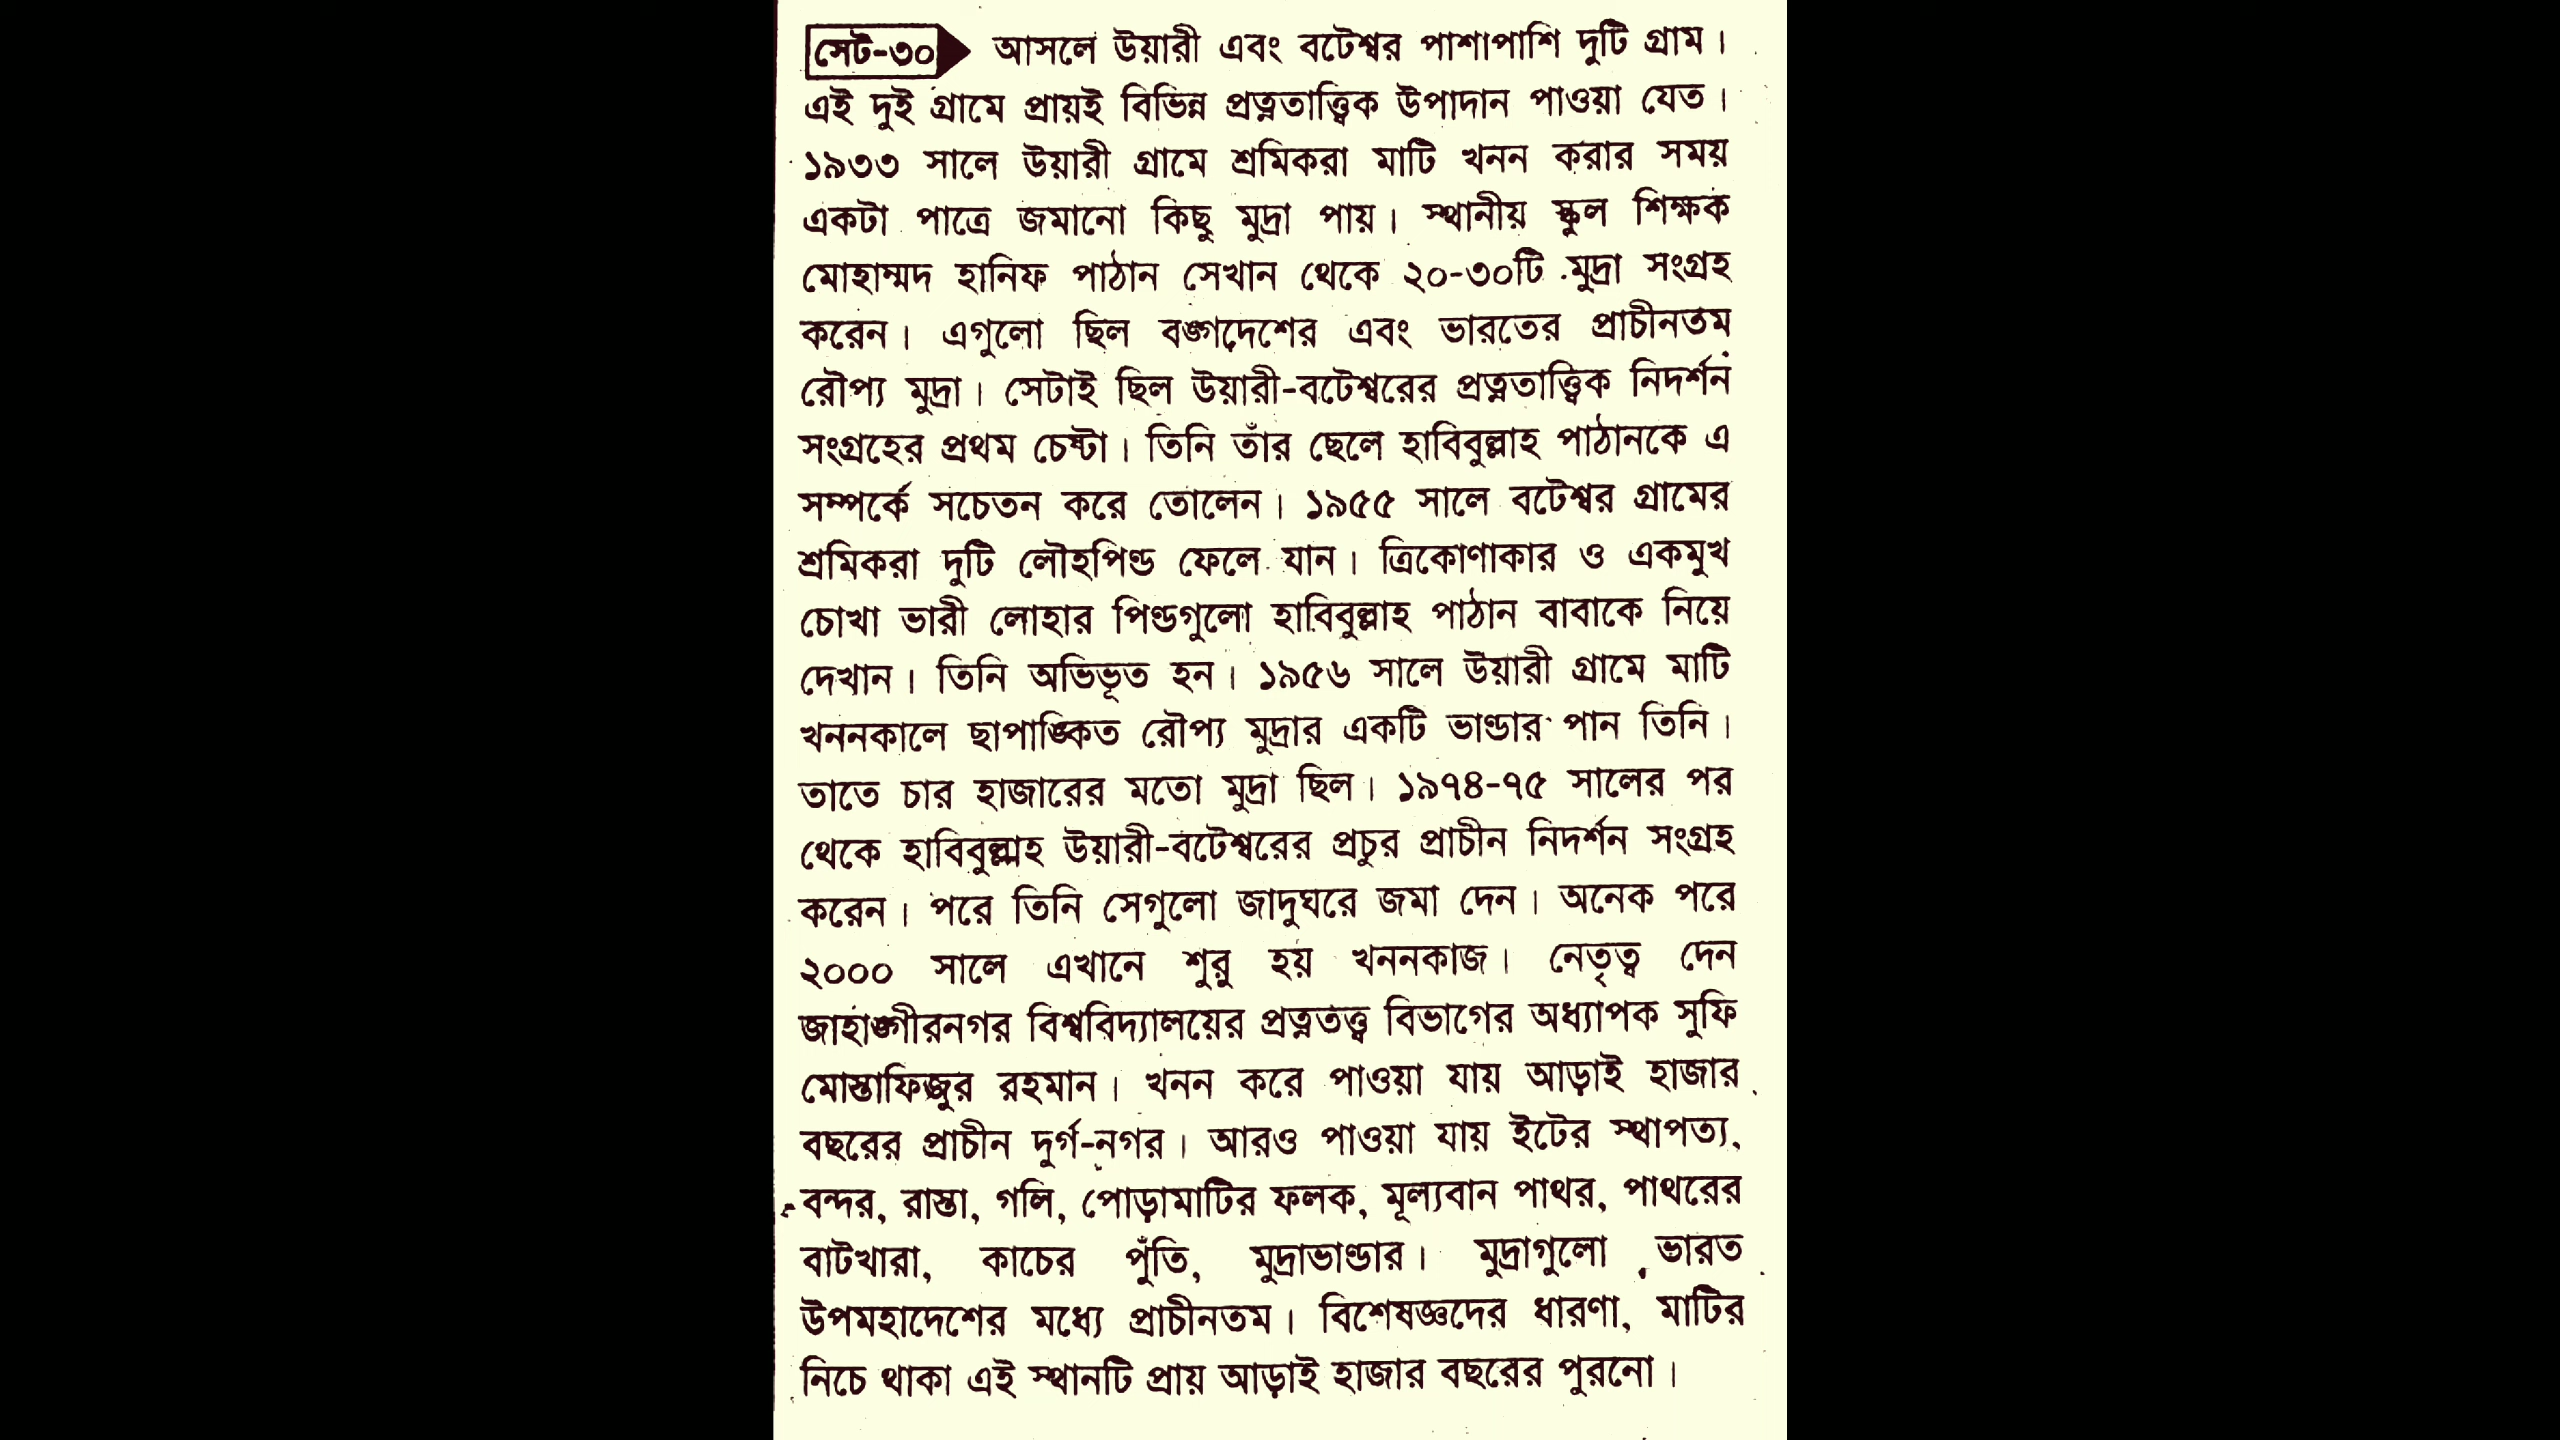 সেট-৩০ আসলে উয়ারী এবং বটেশ্বর পাশাপাশি দুটি গ্রাম।
এই দুই গ্রামে প্রায়ই বিভিন্ন প্রত্নতাত্ত্বিক উপাদান পাওয়া যেত।
১৯৩৩ সালে উয়ারী গ্রামে শ্রমিকরা মাটি খনন করার সময়
একটা পাত্রে জমানো কিছু মুদ্রা পায়। স্থানীয় স্কুল শিক্ষক
মোহাম্মদ হানিফ পাঠান সেখান থেকে ২০-৩০টি মুদ্রা সংগ্রহ
করেন। এগুলো ছিল বঙ্গদেশের এবং ভারতের প্রাচীনতম
রৌপ্য মুদ্রা। সেটাই ছিল উয়ারী-বটেশ্বরের প্রত্নতাত্ত্বিক নিদর্শন
সংগ্রহের প্রথম চেষ্টা। তিনি তাঁর ছেলে হাবিবুল্লাহ পাঠানকে এ
সম্পর্কে সচেতন করে তোলেন। ১৯৫৫ সালে বটেশ্বর গ্রামের
শ্রমিকরা দুটি লৌহপিণ্ড ফেলে যান। ত্রিকোণাকার ও একমুখ
চোখা ভারী লোহার পিণ্ডগুলো হাবিবুল্লাহ পাঠান বাবাকে নিয়ে
দেখান। তিনি অভিভূত হন। ১৯৫৬ সালে উয়ারী গ্রামে মাটি
খননকালে ছাপাঙ্কিত রৌপ্য মুদ্রার একটি ভাণ্ডার পান তিনি।
তাতে চার হাজারের মতো মুদ্রা ছিল। ১৯৭৪-৭৫ সালের পর
থেকে হাবিবুল্লাহ উয়ারী-বটেশ্বরের প্রচুর প্রাচীন নিদর্শন সংগ্রহ
করেন। পরে তিনি সেগুলো জাদুঘরে জমা দেন। অনেক পরে
২০০০ সালে এখানে শুরু হয় খননকাজ। নেতৃত্ব দেন
জাহাঙ্গীরনগর বিশ্ববিদ্যালয়ের প্রত্নতত্ত্ব বিভাগের অধ্যাপক সুফি
মোস্তাফিজুর রহমান। খনন করে পাওয়া যায় আড়াই হাজার
বছরের প্রাচীন দুর্গ-নগর। আরও পাওয়া যায় ইটের স্থাপত্য,
বন্দর, রাস্তা, গলি, পোড়ামাটির ফলক, মূল্যবান পাথর, পাথরের
বাটখারা, কাচের পুঁতি, মুদ্রাভাণ্ডার। মুদ্রাগুলো ভারত
উপমহাদেশের মধ্যে প্রাচীনতম। বিশেষজ্ঞদের ধারণা, মাটির
নিচে থাকা এই স্থানটি প্রায় আড়াই হাজার বছরের পুরনো।